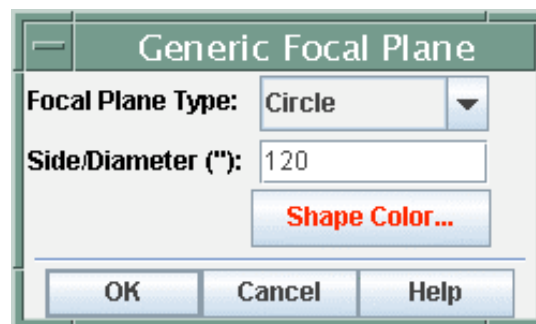 Generic Focal Plane
Focal Plane Type: Circle
Side/Diameter ("): 120
Shape Color...
OK Cancel Help